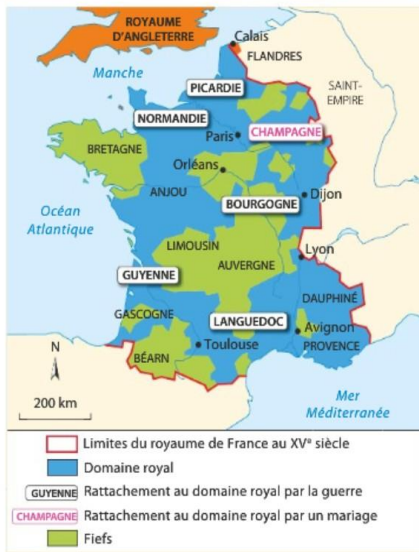 ROYAUME
D'ANGLETERRE
Calais
FLANDRES
Manche
PICARDIE
SAINT-
EMPIRE
NORMANDIE
Paris
CHAMPAGNE
BRETAGNE
Orléans
ANJOU
BOURGOGNE
Dijon
Océan
Atlantique
LIMOUSIN
Lyon
AUVERGNE
GUYENNE
DAUPHINÉ
GASCOGNE
LANGUEDOC
Avignon
N
Toulouse
PROVENCE
BÉARN
200 km
Mer
Méditerranée
Limites du royaume de France au XVe siècle
Domaine royal
GUYENNE Rattachement au domaine royal par la guerre
CHAMPAGNE Rattachement au domaine royal par un mariage
Fiefs